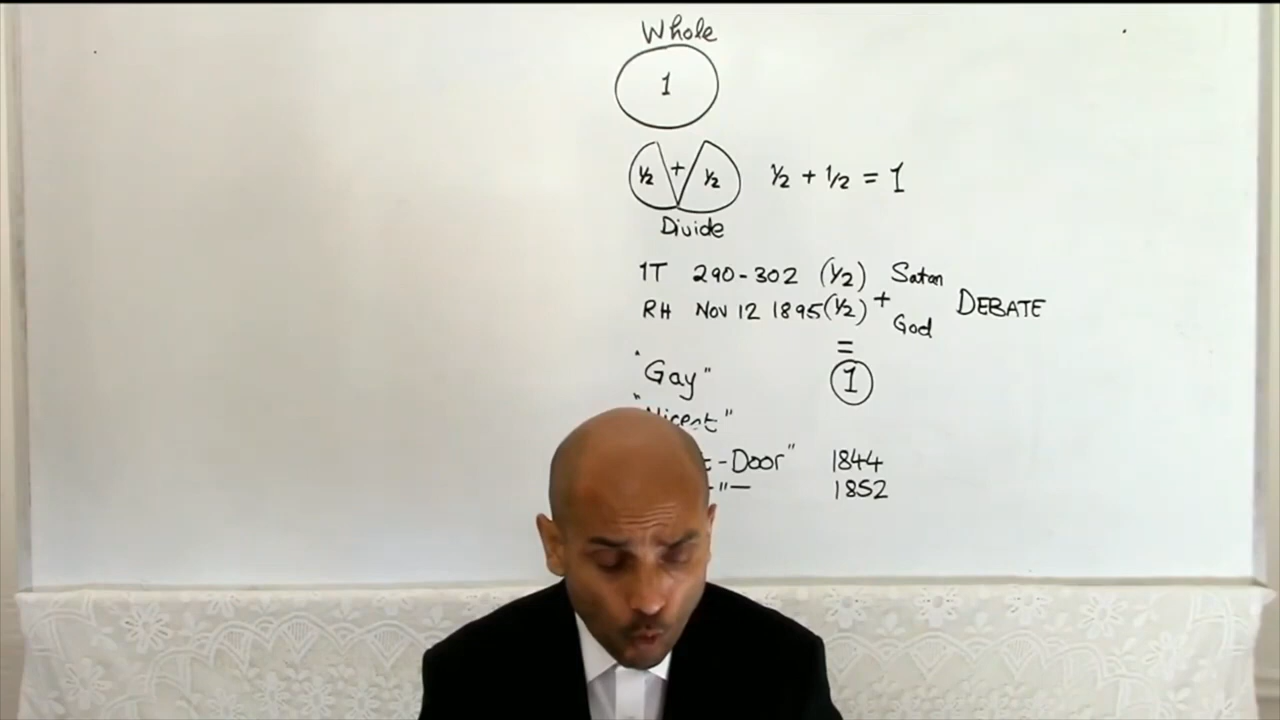 Whole
1
½ + ½ ½ + 1/2 = 1
Divide
1T 290-302 (½) Satan
+ DEBATE
RH Nov 12 1895 (½) God
=
"Gay" 1
-Door" 1844
"— 1852